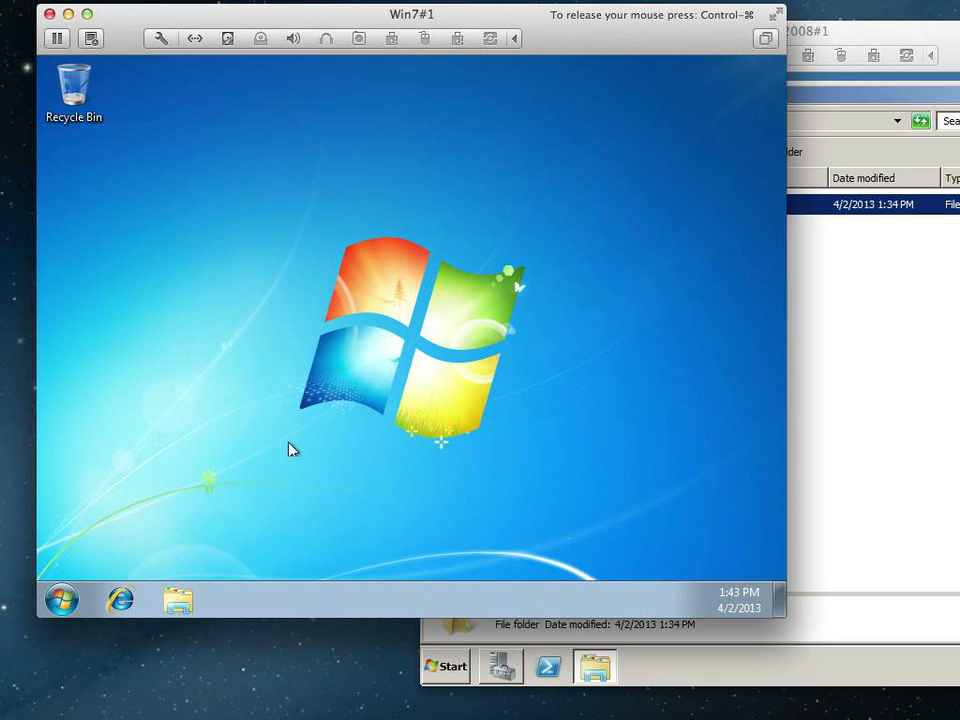 Win7#1
To release your mouse press: Control-⌘
2008#1
Recycle Bin
Sea
lder
Date modified
Typ
4/2/2013 1:34 PM
File
1:43 PM
4/2/2013
File folder Date modified: 4/2/2013 1:34 PM
Start